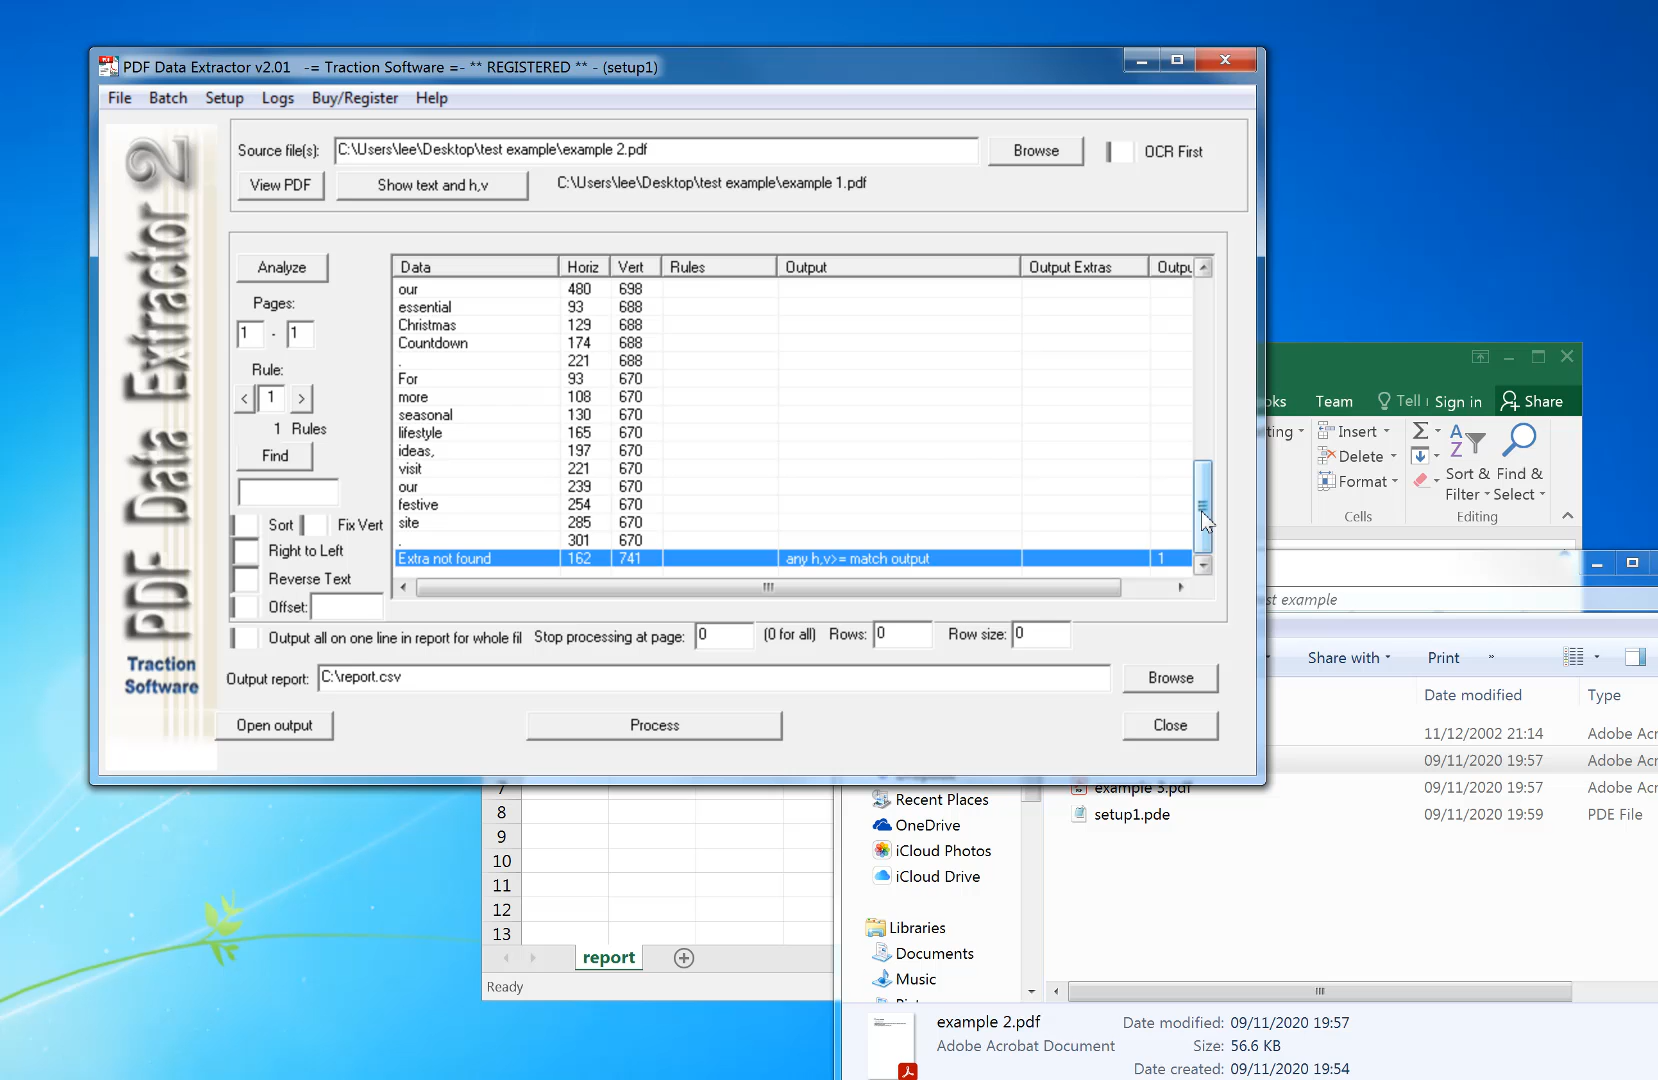 PDF Data Extractor v2.01 -= Traction Software =- ** REGISTERED ** - (setup1)
File Batch Setup Logs Buy/Register Help
PDF Data Extractor 2
Traction
Software
Source file(s): C:\Users\lee\Desktop\test example\example 2.pdf Browse OCR First
View PDF Show text and h,v C:\Users\lee\Desktop\test example\example 1.pdf
Analyze
Pages:
1 - 1
Rule:
< 1 >
1 Rules
Find
Sort Fix Vert
Right to Left
Reverse Text
Offset:
Data Horiz Vert Rules Output Output Extras Outpu
our 480 698
essential 93 688
Christmas 129 688
Countdown 174 688
. 221 688
For 93 670
more 108 670
seasonal 130 670
lifestyle 165 670
ideas, 197 670
visit 221 670
our 239 670
festive 254 670
site 285 670
. 301 670
Extra not found 162 741 any h,v>= match output 1
Output all on one line in report for whole fil Stop processing at page: 0 (0 for all) Rows: 0 Row size: 0
Output report: C:\report.csv Browse
Open output Process Close
oks Team Tell Sign in Share
ting Insert Σ A Z
Delete
Format
Sort & Find &
Filter Select
Cells Editing
st example
Share with Print »
Date modified Type
11/12/2002 21:14 Adobe Acr
09/11/2020 19:57 Adobe Acr
example 3.pdf 09/11/2020 19:57 Adobe Acr
setup1.pde 09/11/2020 19:59 PDE File
7
8
9
10
11
12
13
report
Ready
Recent Places
OneDrive
iCloud Photos
iCloud Drive
Libraries
Documents
Music
example 2.pdf Date modified: 09/11/2020 19:57
Adobe Acrobat Document Size: 56.6 KB
Date created: 09/11/2020 19:54